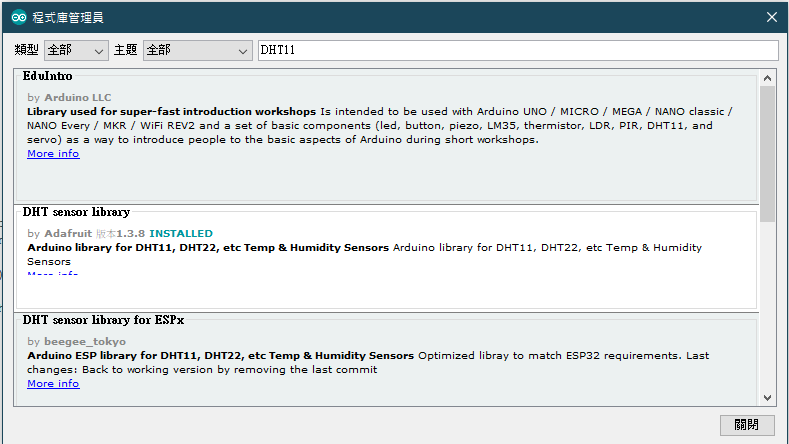 程式庫管理員
類型 全部 主題 全部 DHT11
EduIntro
by Arduino LLC
Library used for super-fast introduction workshops Is intended to be used with Arduino UNO / MICRO / MEGA / NANO classic /
NANO Every / MKR / WiFi REV2 and a set of basic components (led, button, piezo, LM35, thermistor, LDR, PIR, DHT11, and
servo) as a way to introduce people to the basic aspects of Arduino during short workshops.
More info
DHT sensor library
by Adafruit 版本1.3.8 INSTALLED
Arduino library for DHT11, DHT22, etc Temp & Humidity Sensors Arduino library for DHT11, DHT22, etc Temp & Humidity
Sensors
More info
DHT sensor library for ESPx
by beegee_tokyo
Arduino ESP library for DHT11, DHT22, etc Temp & Humidity Sensors Optimized libray to match ESP32 requirements. Last
changes: Back to working version by removing the last commit
More info
關閉